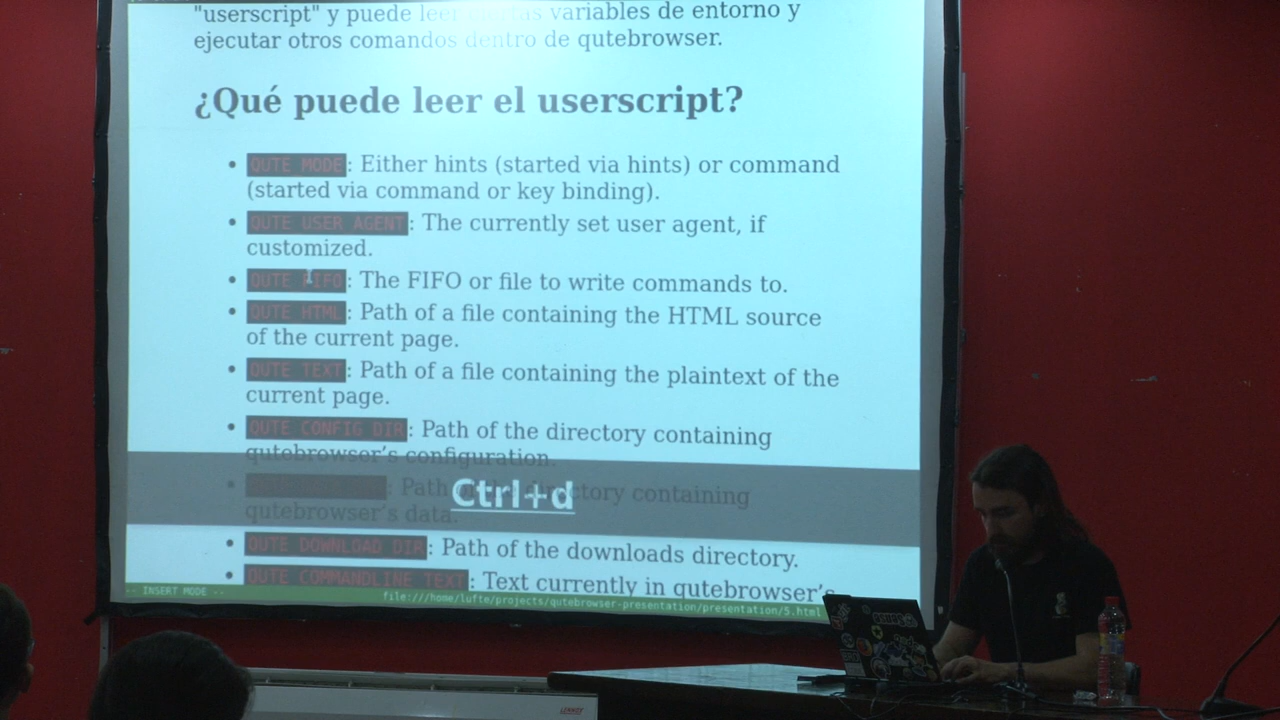 "userscript" y puede leer ciertas variables de entorno y
ejecutar otros comandos dentro de qutebrowser.
¿Qué puede leer el userscript?
• QUTE_MODE: Either hints (started via hints) or command
(started via command or key binding).
• QUTE_USER_AGENT: The currently set user agent, if
customized.
• QUTE_FIFO: The FIFO or file to write commands to.
• QUTE_HTML: Path of a file containing the HTML source
of the current page.
• QUTE_TEXT: Path of a file containing the plaintext of the
current page.
• QUTE_CONFIG_DIR: Path of the directory containing
qutebrowser's configuration.
: Path of the directory containing
qutebrowser's data.
Ctrl+d
• QUTE_DOWNLOAD_DIR: Path of the downloads directory.
• QUTE_COMMANDLINE_TEXT: Text currently in qutebrowser's
-- INSERT MODE --
file:///home/lufte/projects/qutebrowser-presentation/presentation/5.html
LENNOX